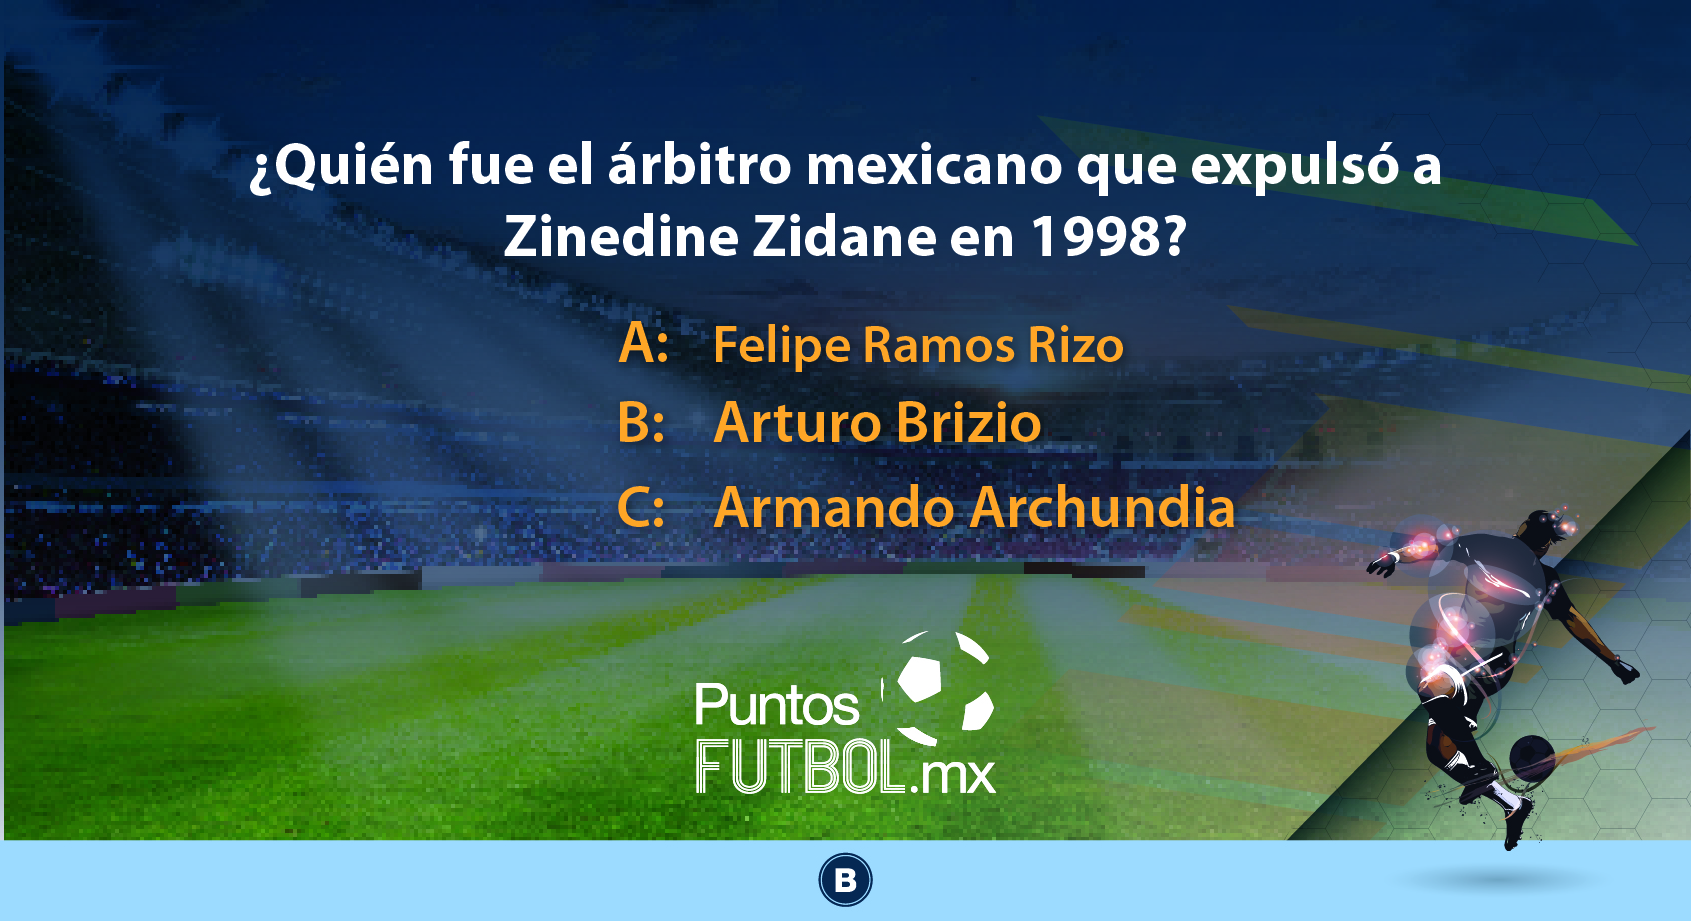 ¿Quién fue el árbitro mexicano que expulsó a
Zinedine Zidane en 1998?
A: Felipe Ramos Rizo
B: Arturo Brizio
C: Armando Archundia
Puntos
FUTBOL.mx
B